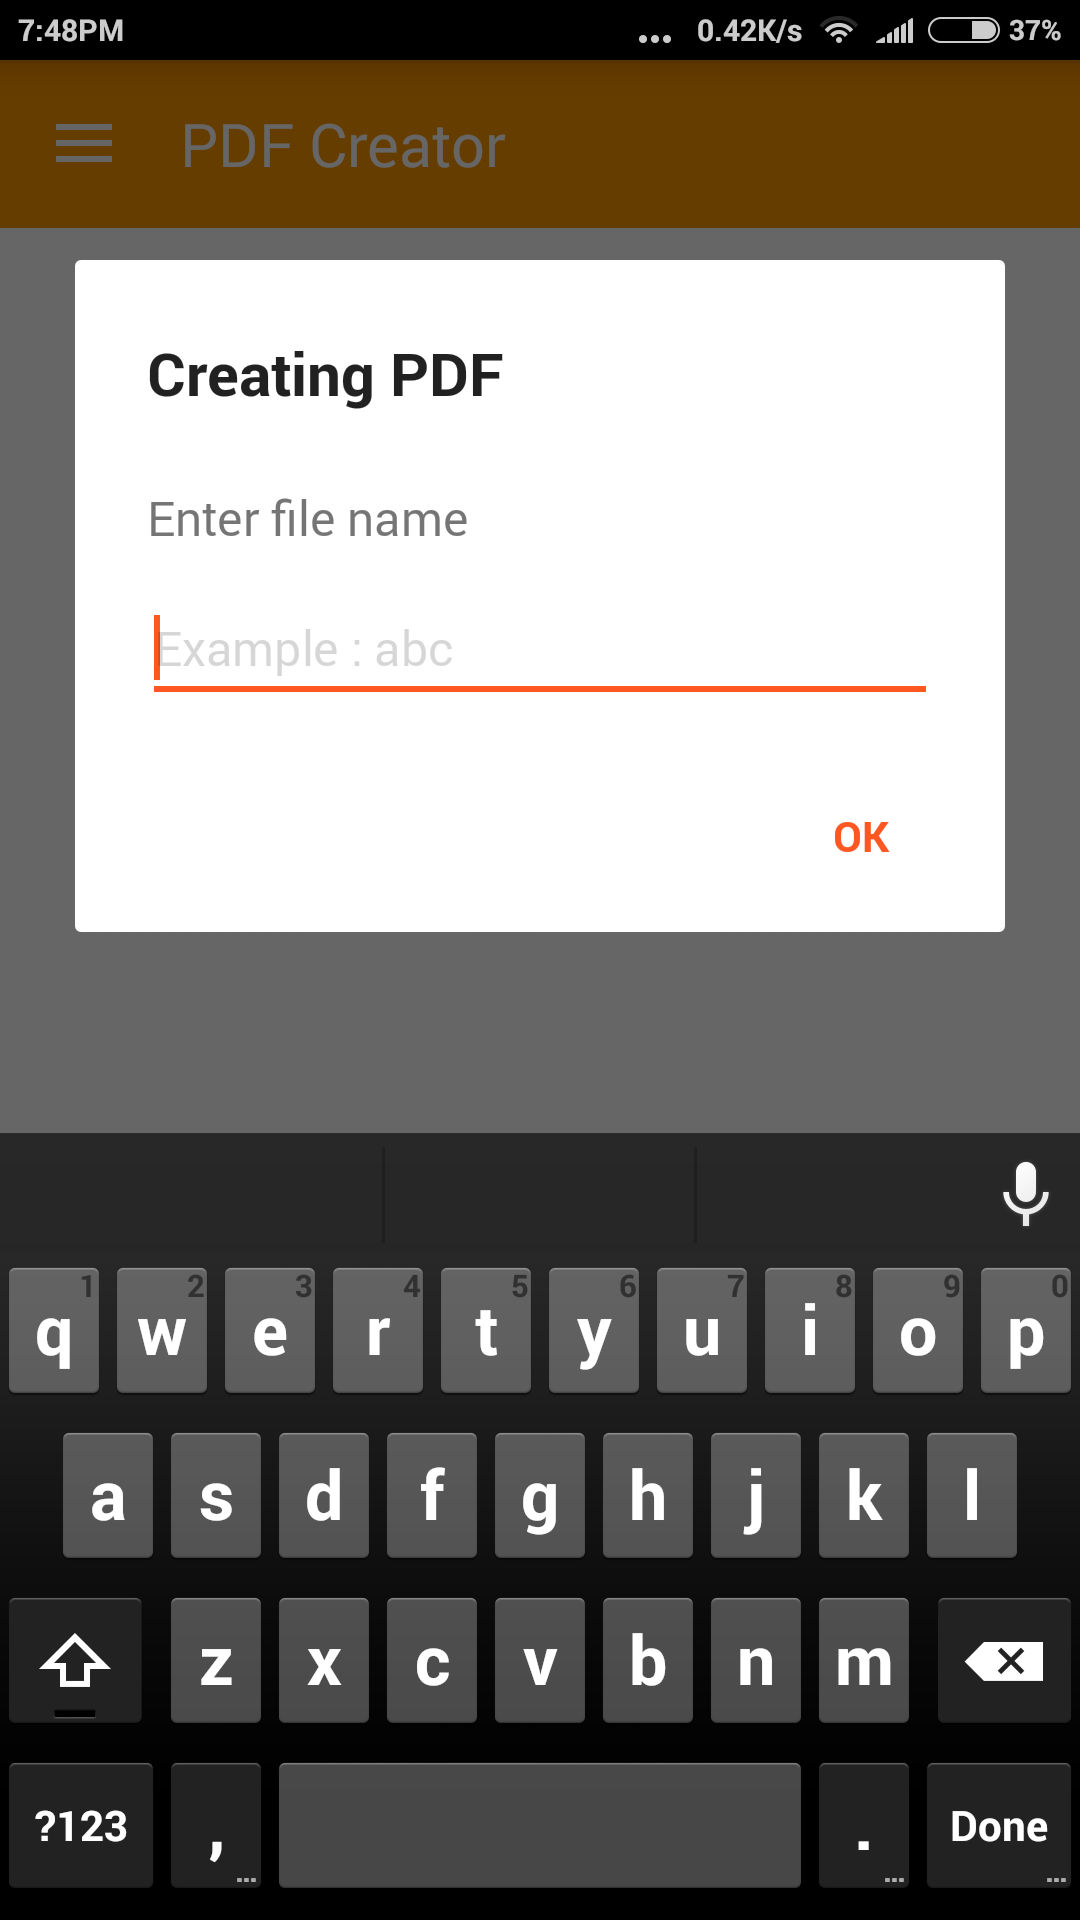 7:48PM ... 0.42K/s 37%
PDF Creator
Creating PDF
Enter file name
Example : abc
OK
1 2 3 4 5 6 7 8 9 0
q w e r t y u i o p
a s d f g h j k l
z x c v b n m
?123 , . Done